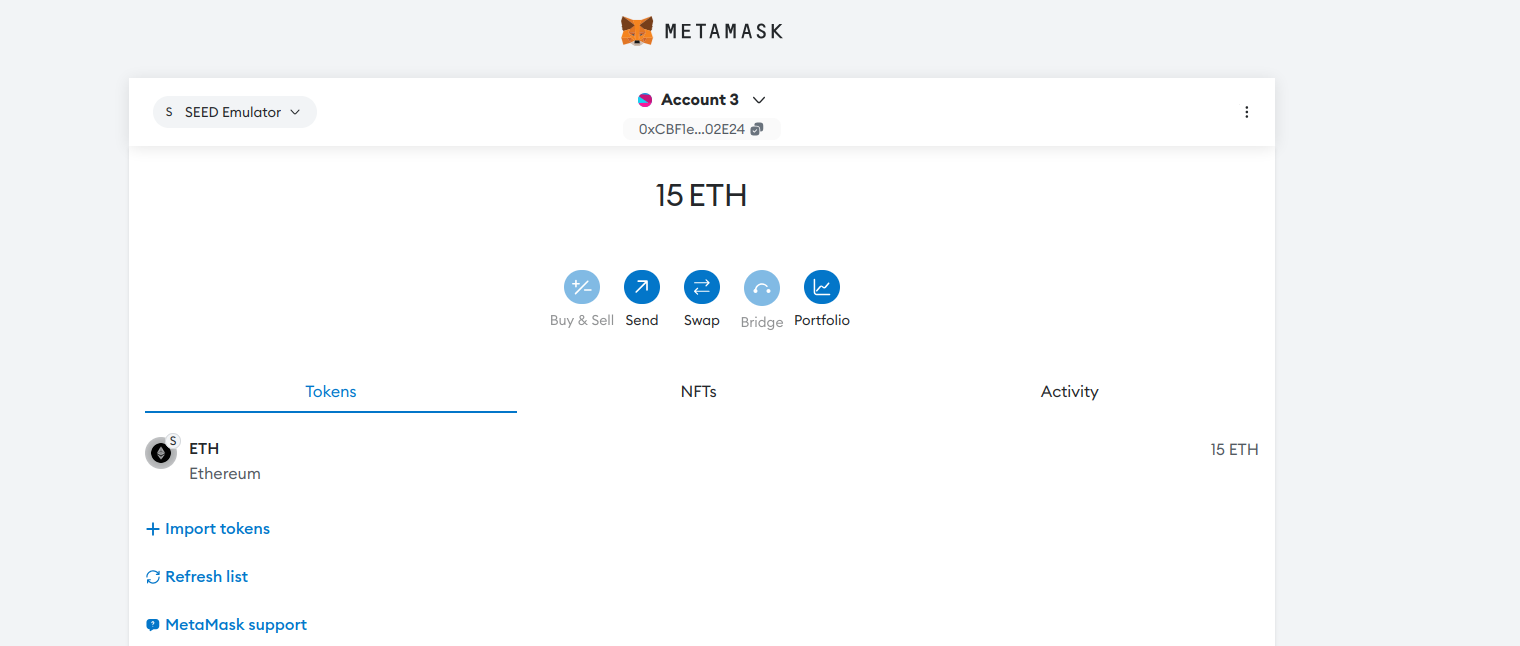 METAMASK
S SEED Emulator
Account 3
0xCBF1e...02E24
15 ETH
Buy & Sell Send Swap Bridge Portfolio
Tokens NFTs Activity
S
ETH 15 ETH
Ethereum
Import tokens
Refresh list
MetaMask support